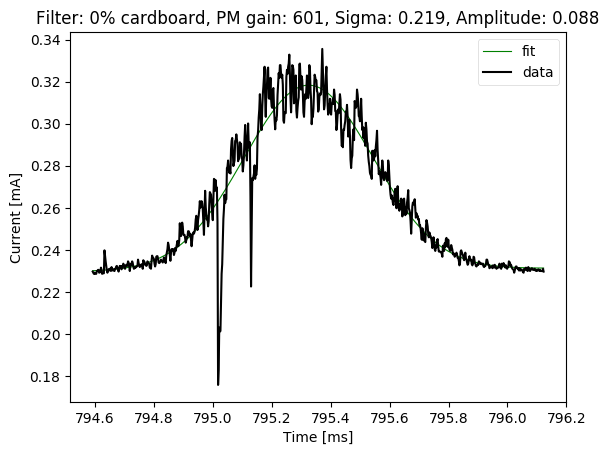 Filter: 0% cardboard, PM gain: 601, Sigma: 0.219, Amplitude: 0.088
fit
data
0.34
0.32
0.30
0.28
0.26
0.24
0.22
0.20
0.18
Current [mA]
794.6 794.8 795.0 795.2 795.4 795.6 795.8 796.0 796.2
Time [ms]